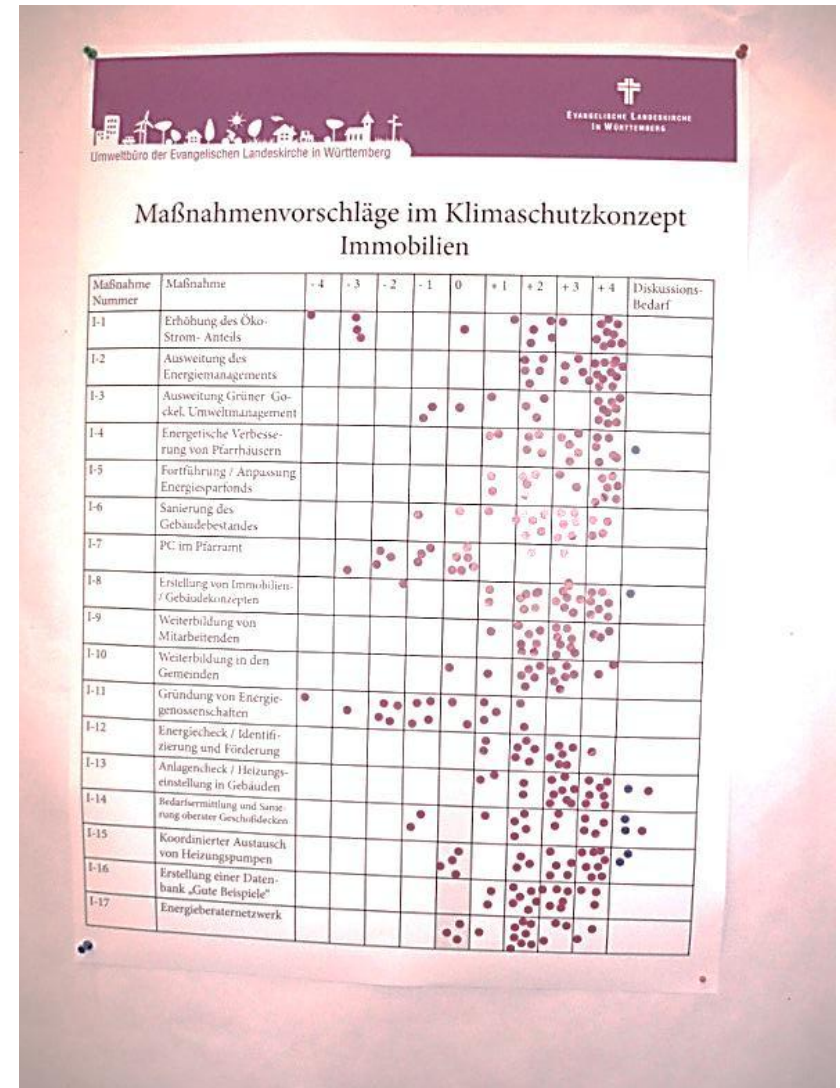 Evangelische Landeskirche
in Württemberg
Umweltbüro der Evangelischen Landeskirche in Württemberg
Maßnahmenvorschläge im Klimaschutzkonzept
Immobilien
Maßnahme Maßnahme - 4 - 3 - 2 - 1 0 + 1 + 2 + 3 + 4 Diskussions-
Nummer Bedarf
I-1 Erhöhung des Öko-
Strom- Anteils
I-2 Ausweitung des
Energiemanagements
I-3 Ausweitung Grüner Go-
ckel, Umweltmanagement
I-4 Energetische Verbesse-
rung von Pfarrhäusern
I-5 Fortführung / Anpassung
Energiesparfonds
I-6 Sanierung des
Gebäudebestandes
I-7 PC im Pfarramt
I-8 Erstellung von Immobilien-
/ Gebäudekonzepten
I-9 Weiterbildung von
Mitarbeitenden
I-10 Weiterbildung in den
Gemeinden
I-11 Gründung von Energie-
genossenschaften
I-12 Energiecheck / Identifi-
zierung und Förderung
I-13 Anlagencheck / Heizungs-
einstellung in Gebäuden
I-14 Bedarfsermittlung und Sanie-
rung oberster Geschoßdecken
I-15 Koordinierter Austausch
von Heizungspumpen
I-16 Erstellung einer Daten-
bank „Gute Beispiele"
I-17 Energieberaternetzwerk